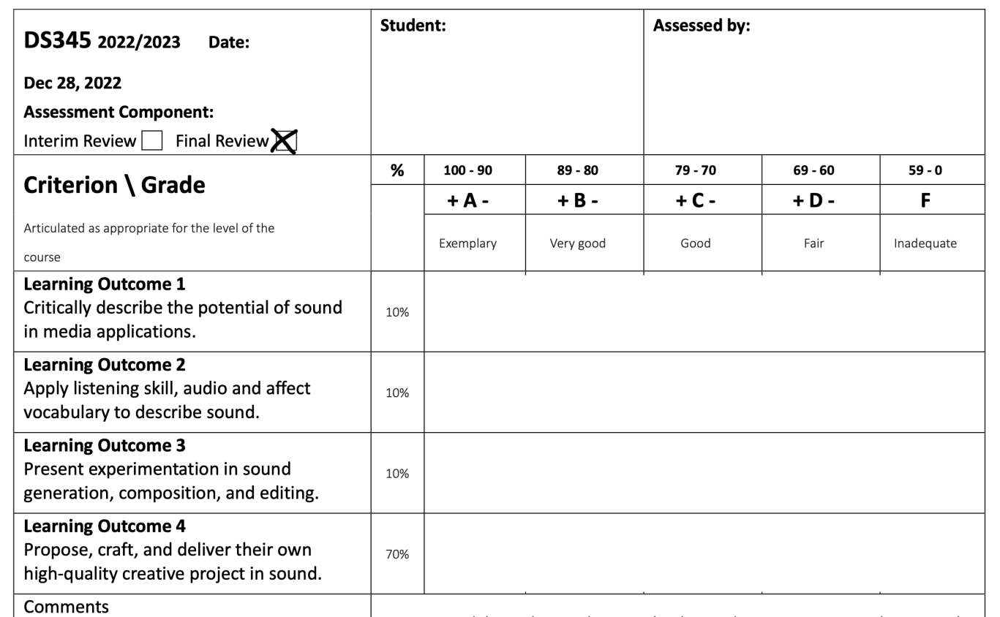 DS345 2022/2023 Date:
Dec 28, 2022
Assessment Component:
Interim Review Final Review
Student:
Assessed by:
Criterion \ Grade
Articulated as appropriate for the level of the
course
% 100 - 90 89 - 80 79 - 70 69 - 60 59 - 0
+ A - + B - + C - + D - F
Exemplary Very good Good Fair Inadequate
Learning Outcome 1
Critically describe the potential of sound
in media applications.
10%
Learning Outcome 2
Apply listening skill, audio and affect
vocabulary to describe sound.
10%
Learning Outcome 3
Present experimentation in sound
generation, composition, and editing.
10%
Learning Outcome 4
Propose, craft, and deliver their own
high-quality creative project in sound.
70%
Comments